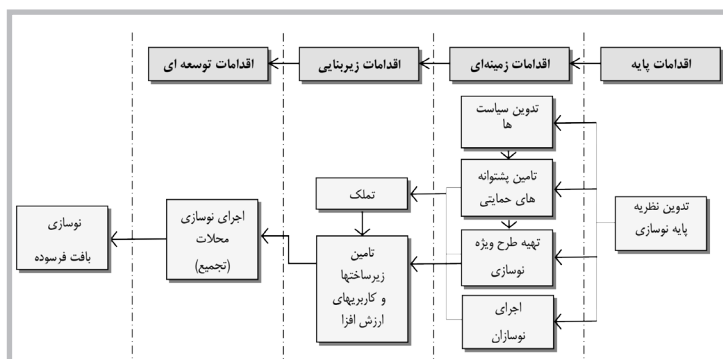 اقدامات پایه
اقدامات زمینه‌ای
اقدامات زیربنایی
اقدامات توسعه ای
تدوین نظریه
پایه نوسازی
تدوین سیاست
ها
تامین پشتوانه
های حمایتی
تهیه طرح ویژه
نوسازی
اجرای
نوسازان
تملک
تامین
زیرساختها
و کاربریهای
ارزش افزا
اجرای نوسازی
محلات
(تجمیع)
نوسازی
بافت فرسوده